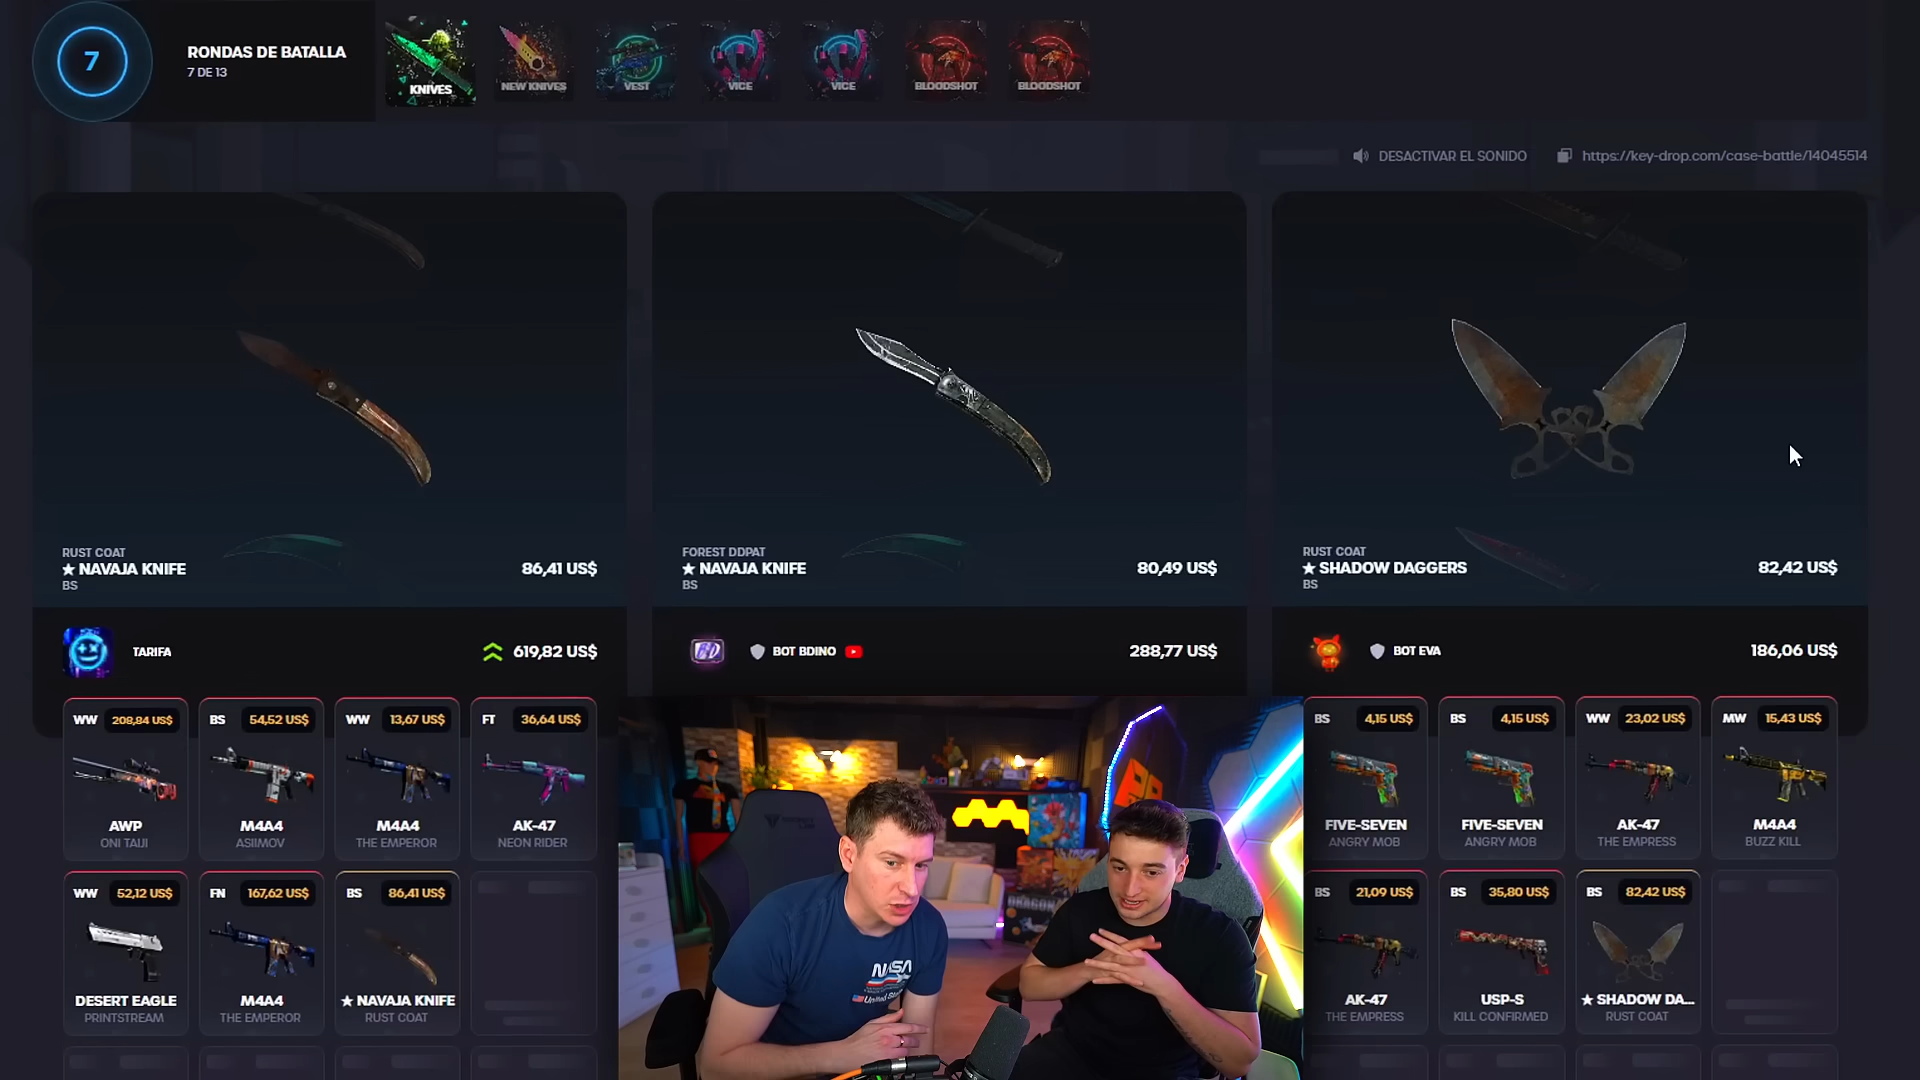 7
RONDAS DE BATALLA
7 DE 13
KNIVES
NEW KNIVES
VEST
VICE
VICE
BLOODSHOT
BLOODSHOT
DESACTIVAR EL SONIDO
https://key-drop.com/case-battle/14045514
RUST COAT
★ NAVAJA KNIFE
86,41 US$
BS
FOREST DDPAT
★ NAVAJA KNIFE
80,49 US$
BS
RUST COAT
★ SHADOW DAGGERS
82,42 US$
BS
TARIFA
619,82 US$
BD
BOT BDINO
288,77 US$
BOT EVA
186,06 US$
WW 208,84 US$
AWP
ONI TAIJI
BS 54,52 US$
M4A4
ASIIMOV
WW 13,67 US$
M4A4
THE EMPEROR
FT 36,64 US$
AK-47
NEON RIDER
WW 52,12 US$
DESERT EAGLE
PRINTSTREAM
FN 167,62 US$
M4A4
THE EMPEROR
BS 86,41 US$
★ NAVAJA KNIFE
RUST COAT
BS 4,15 US$
FIVE-SEVEN
ANGRY MOB
BS 4,15 US$
FIVE-SEVEN
ANGRY MOB
WW 23,02 US$
AK-47
THE EMPRESS
MW 15,43 US$
M4A4
BUZZ KILL
BS 21,09 US$
AK-47
THE EMPRESS
BS 35,80 US$
USP-S
KILL CONFIRMED
BS 82,42 US$
★ SHADOW DA...
RUST COAT
NASA
United States
DRAGON